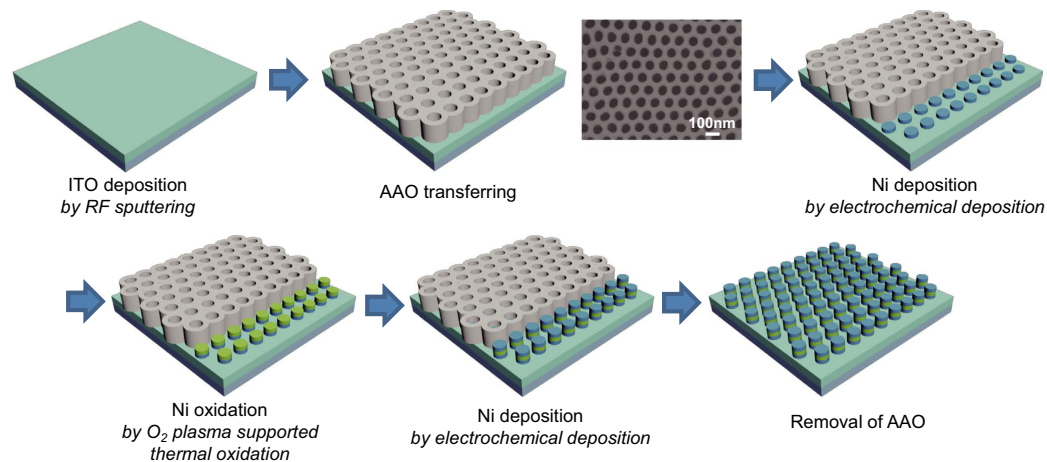 ITO deposition
by RF sputtering
AAO transferring
100nm
Ni deposition
by electrochemical deposition
Ni oxidation
by O₂ plasma supported
thermal oxidation
Ni deposition
by electrochemical deposition
Removal of AAO